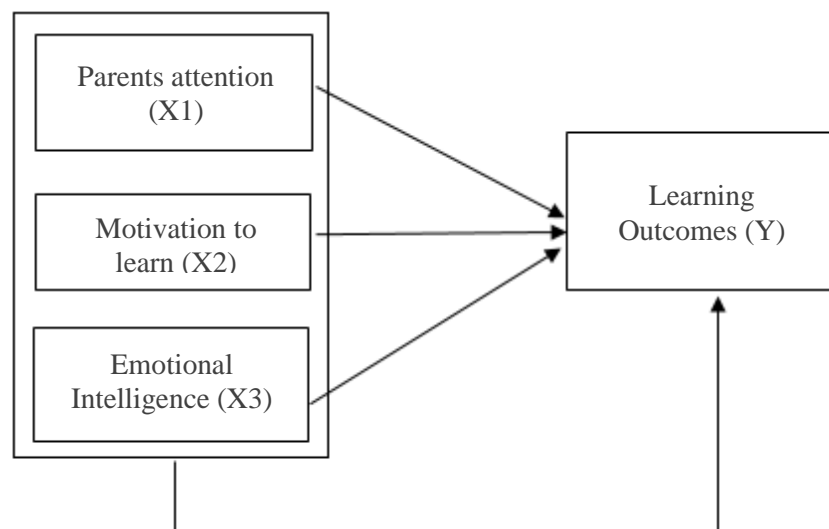 Parents attention
(X1)
Motivation to
learn (X2)
Emotional
Intelligence (X3)
Learning
Outcomes (Y)